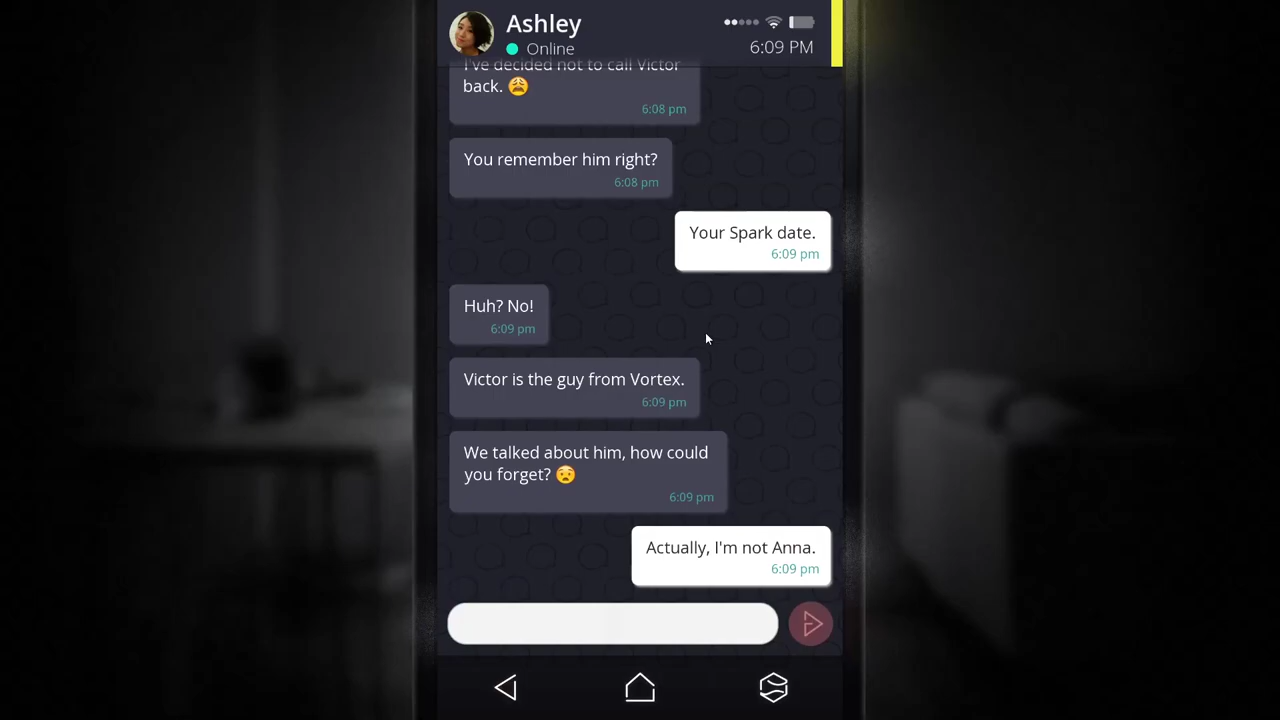 Ashley
Online
6:09 PM
I've decided not to call Victor
back. 😩
6:08 pm
You remember him right?
6:08 pm
Your Spark date.
6:09 pm
Huh? No!
6:09 pm
Victor is the guy from Vortex.
6:09 pm
We talked about him, how could
you forget? 😟
6:09 pm
Actually, I'm not Anna.
6:09 pm